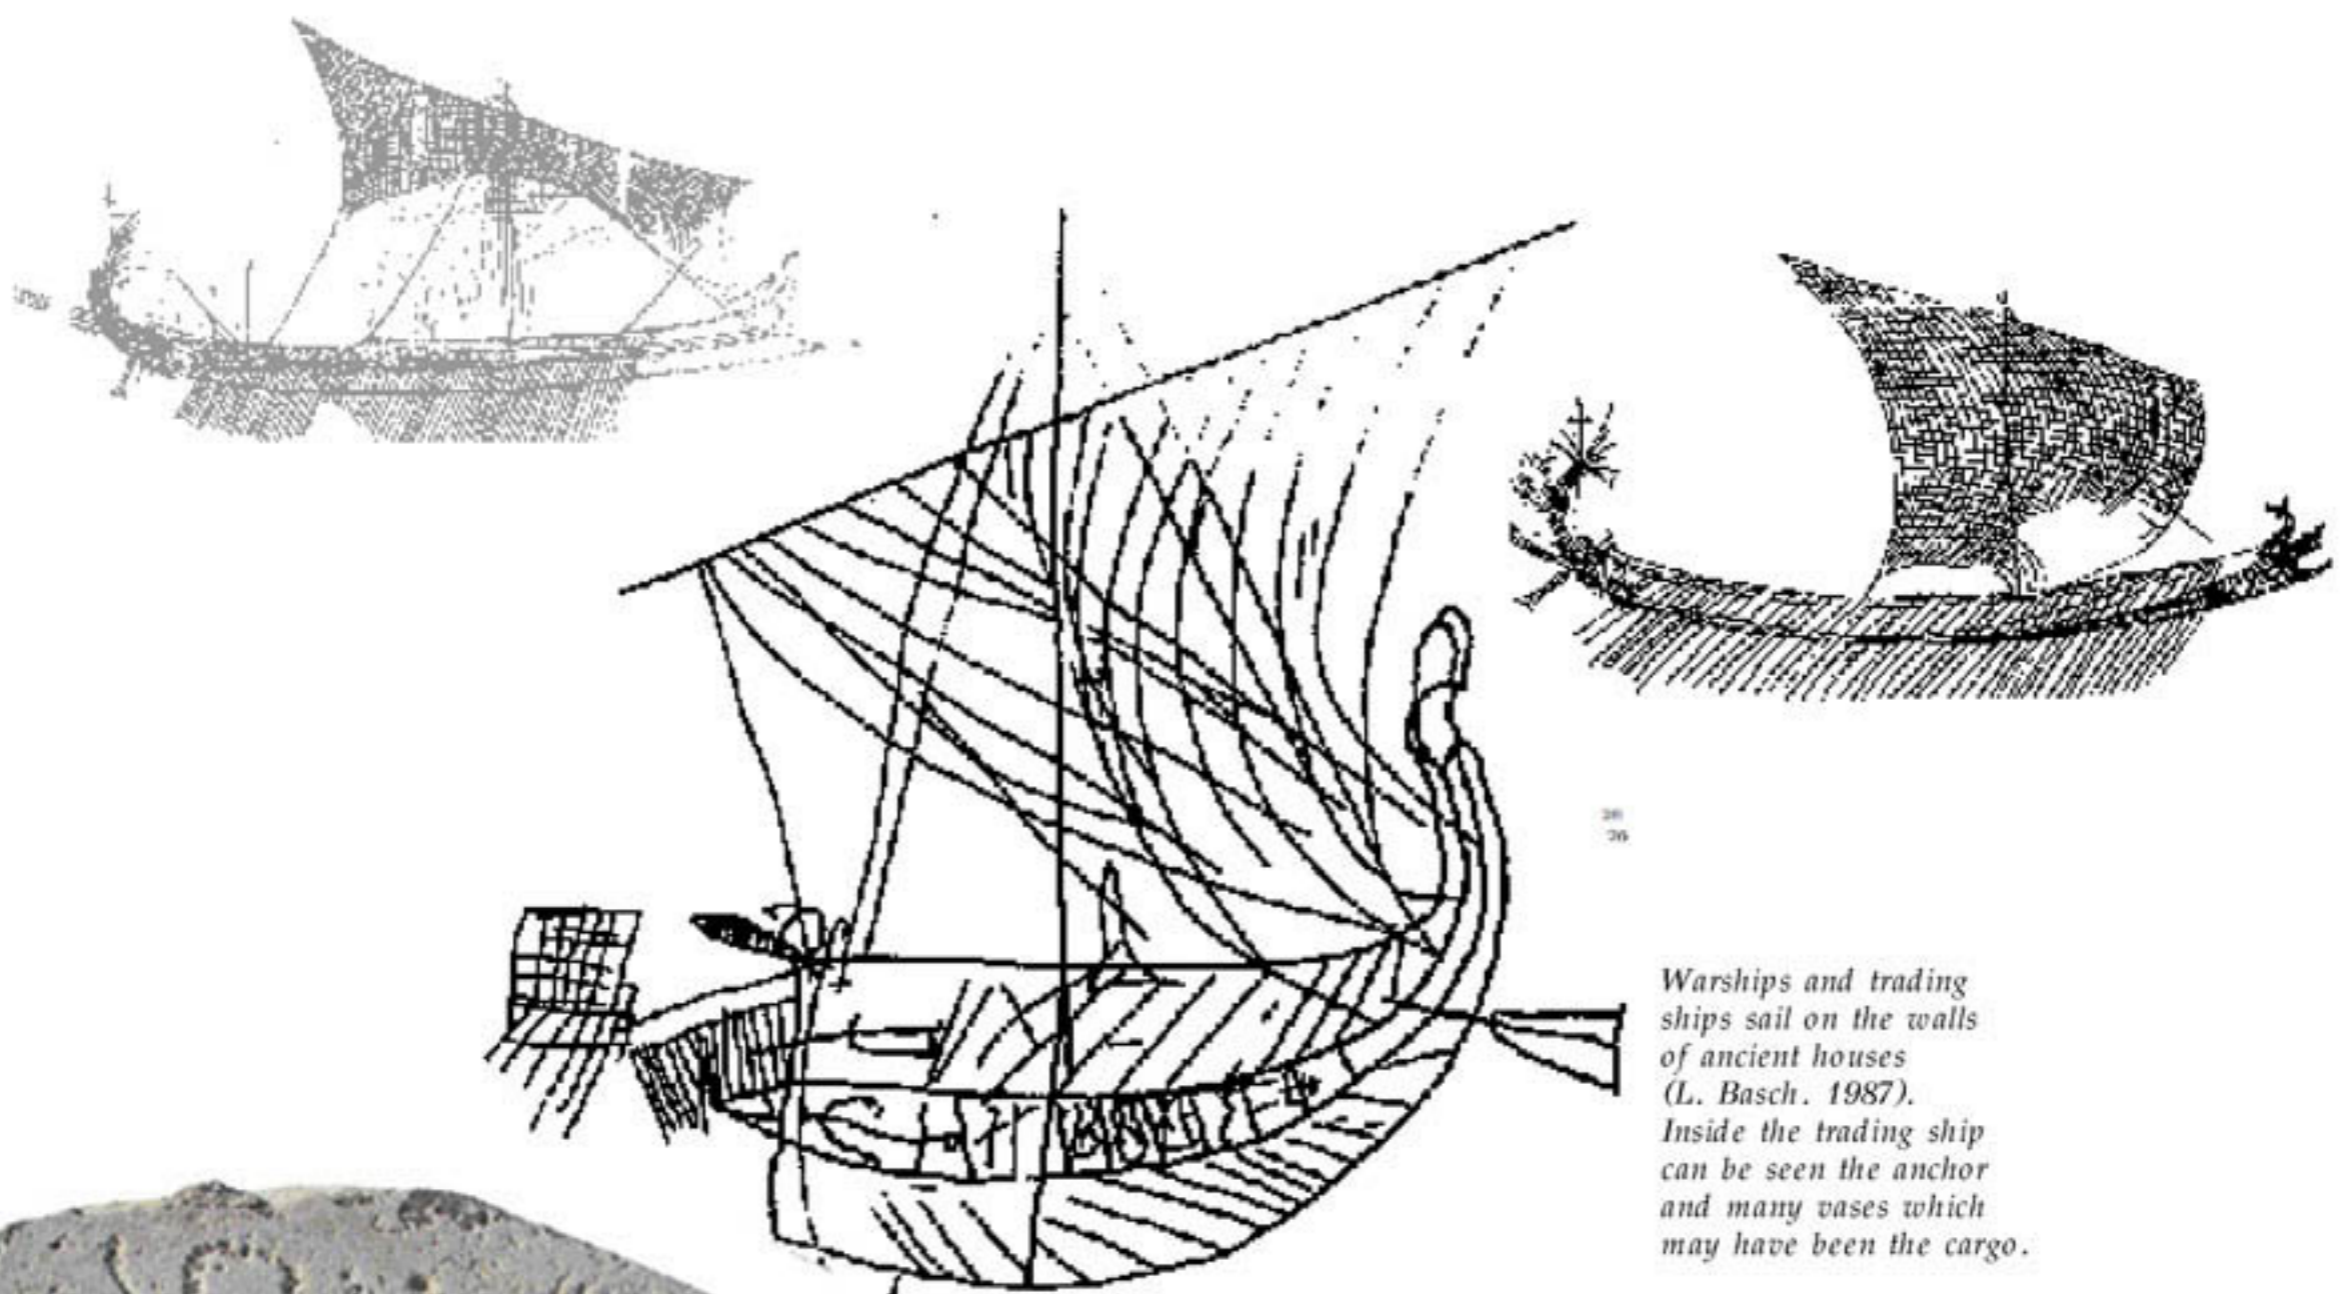 Warships and trading
ships sail on the walls
of ancient houses
(L. Basch. 1987).
Inside the trading ship
can be seen the anchor
and many vases which
may have been the cargo.